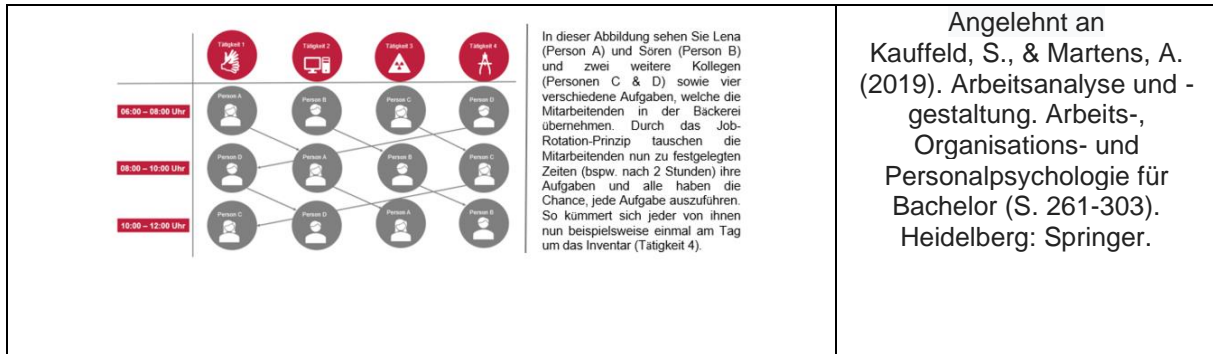 Tätigkeit 1
Tätigkeit 2
Tätigkeit 3
Tätigkeit 4
06:00 – 08:00 Uhr
Person A
Person B
Person C
Person D
08:00 – 10:00 Uhr
Person D
Person A
Person B
Person C
10:00 – 12:00 Uhr
Person C
Person D
Person A
Person B
In dieser Abbildung sehen Sie Lena
(Person A) und Sören (Person B)
und zwei weitere Kollegen
(Personen C & D) sowie vier
verschiedene Aufgaben, welche die
Mitarbeitenden in der Bäckerei
übernehmen. Durch das Job-
Rotation-Prinzip tauschen die
Mitarbeitenden nun zu festgelegten
Zeiten (bspw. nach 2 Stunden) ihre
Aufgaben und alle haben die
Chance, jede Aufgabe auszuführen.
So kümmert sich jeder von ihnen
nun beispielsweise einmal am Tag
um das Inventar (Tätigkeit 4).
Angelehnt an
Kauffeld, S., & Martens, A.
(2019). Arbeitsanalyse und -
gestaltung. Arbeits-,
Organisations- und
Personalpsychologie für
Bachelor (S. 261-303).
Heidelberg: Springer.